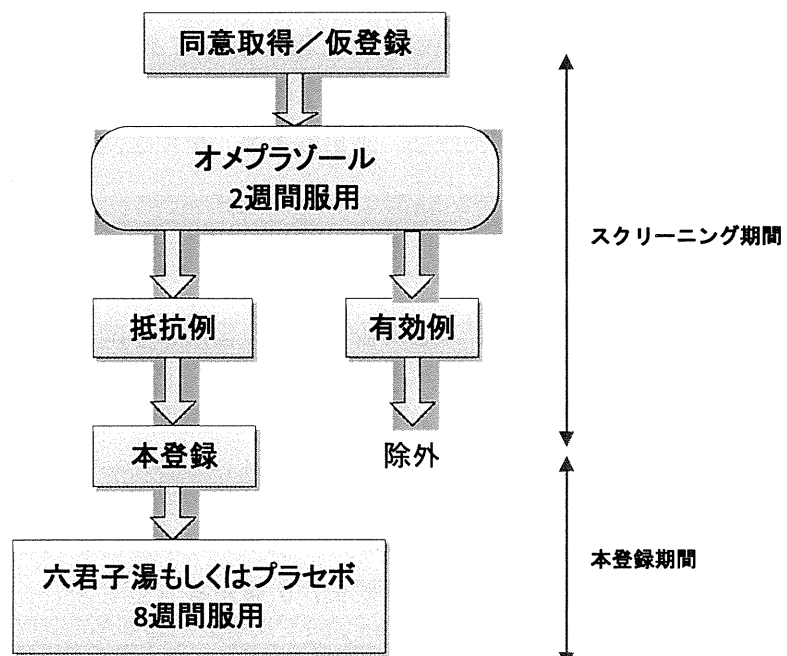 同意取得／仮登録
オメプラゾール
2週間服用
スクリーニング期間
抵抗例
有効例
本登録
除外
本登録期間
六君子湯もしくはプラセボ
8週間服用